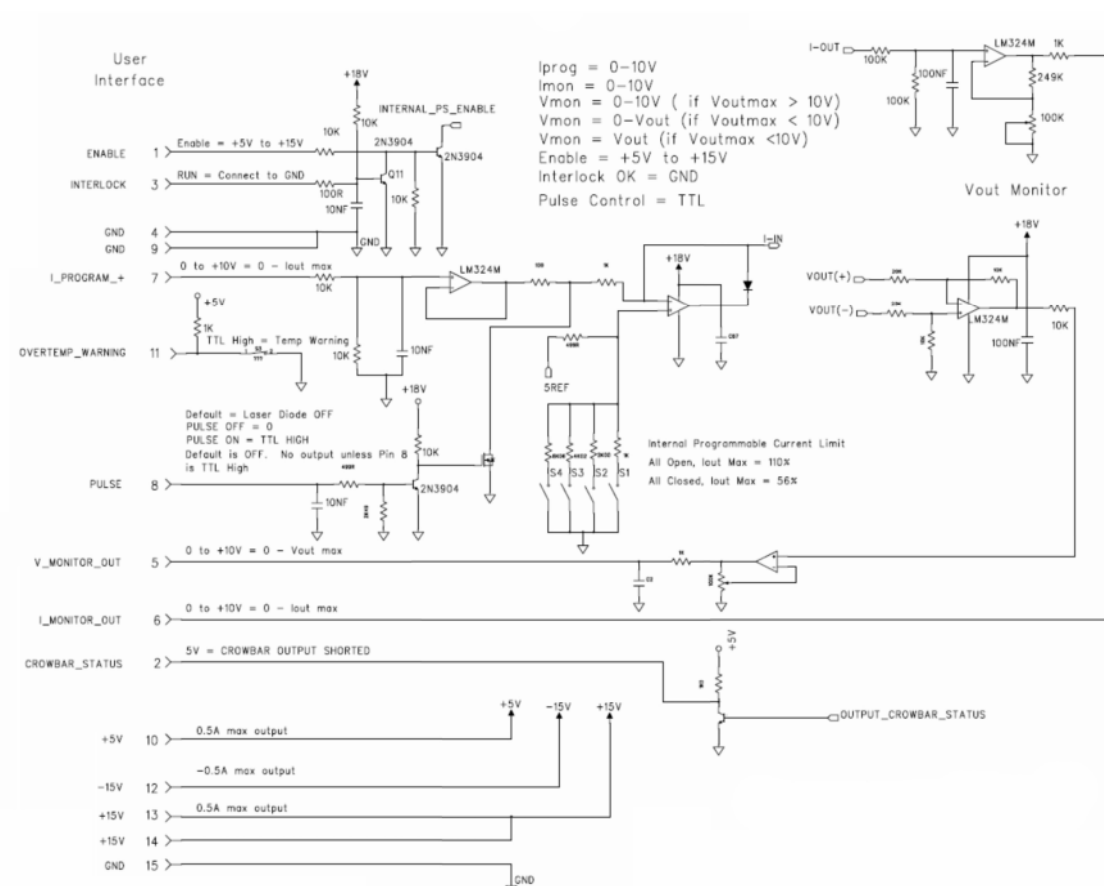 User
Interface
+18V
10K
INTERNAL_PS_ENABLE
10K
2N3904
2N3904
ENABLE 1 Enable = +5V to +15V
INTERLOCK 3 RUN = Connect to GND
Q11
100R
10NF
10K
GND 4
GND 9
GND
I_PROGRAM_+ 7 0 to +10V = 0 - Iout max
10K
LM324M
1K
I-IN
+18V
+5V
1K
TTL High = Temp Warning
OVERTEMP_WARNING 11
10K
10NF
5REF
+18V
10K
Default = Laser Diode OFF
PULSE OFF = 0
PULSE ON = TTL HIGH
Default is OFF. No output unless Pin 8
is TTL High
PULSE 8
10NF
2N3904
S4 S3 S2 S1
1K
Internal Programmable Current Limit
All Open, Iout Max = 110%
All Closed, Iout Max = 56%
Iprog = 0-10V
Imon = 0-10V
Vmon = 0-10V ( if Voutmax > 10V)
Vmon = 0-Vout (if Voutmax < 10V)
Vmon = Vout (if Voutmax <10V)
Enable = +5V to +15V
Interlock OK = GND
Pulse Control = TTL
I-OUT
100K
100NF
100K
LM324M
1K
249K
100K
Vout Monitor
+18V
VOUT(+)
VOUT(-)
LM324M
100NF
10K
V_MONITOR_OUT 5 0 to +10V = 0 - Vout max
1K
100K
I_MONITOR_OUT 6 0 to +10V = 0 - Iout max
CROWBAR_STATUS 2 5V = CROWBAR OUTPUT SHORTED
+5V
OUTPUT_CROWBAR_STATUS
+5V -15V +15V
+5V 10 0.5A max output
-15V 12 -0.5A max output
+15V 13 0.5A max output
+15V 14
GND 15
GND